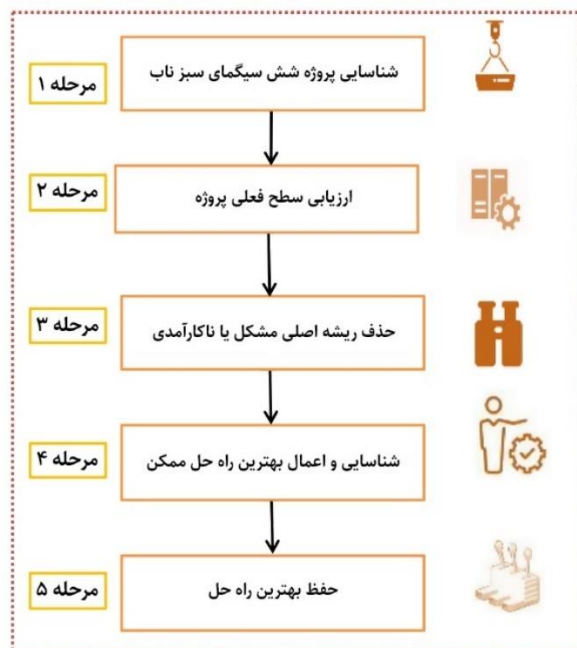 شناسایی پروژه شش سیگمای سبز ناب
مرحله ۱
ارزیابی سطح فعلی پروژه
مرحله ۲
حذف ریشه اصلی مشکل یا ناکارآمدی
مرحله ۳
شناسایی و اعمال بهترین راه حل ممکن
مرحله ۴
حفظ بهترین راه حل
مرحله ۵